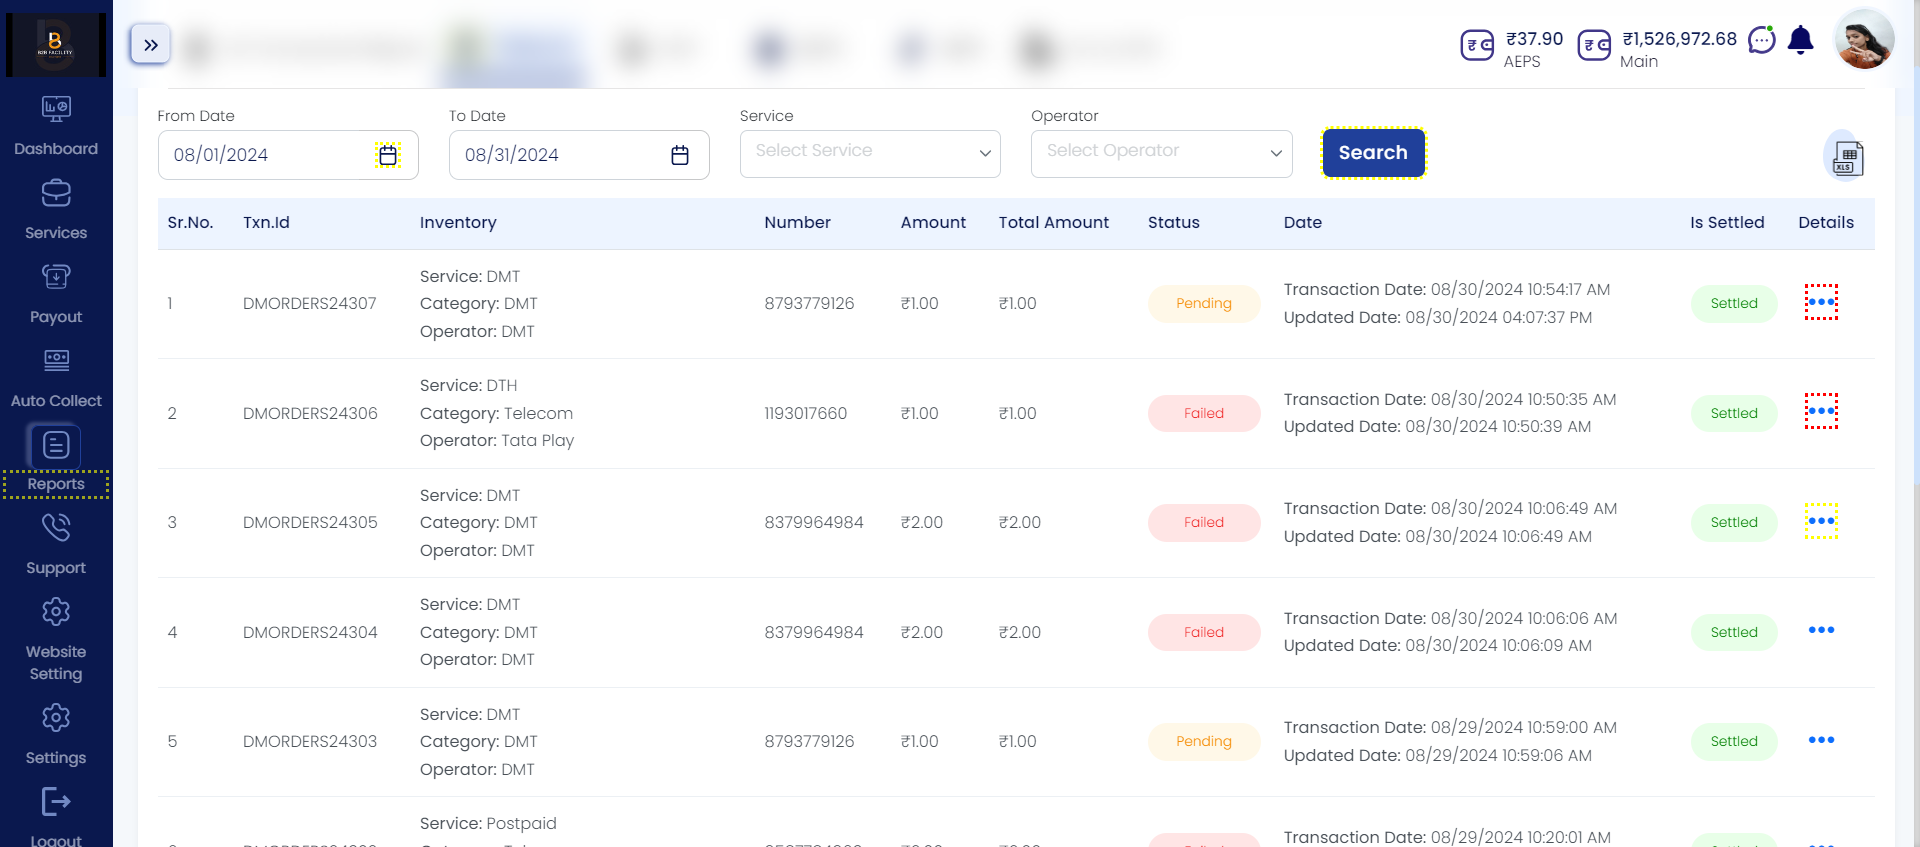 B2B FACILITY
₹37.90
AEPS
₹1,526,972.68
Main
Dashboard
Services
Payout
Auto Collect
Reports
Support
Website
Setting
Settings
Logout
From Date
To Date
Service
Operator
08/01/2024
08/31/2024
Select Service
Select Operator
Search
XLS
Sr.No. Txn.Id Inventory Number Amount Total Amount Status Date Is Settled Details
1 DMORDERS24307 Service: DMT
Category: DMT
Operator: DMT
8793779126 ₹1.00 ₹1.00 Pending Transaction Date: 08/30/2024 10:54:17 AM
Updated Date: 08/30/2024 04:07:37 PM
Settled
2 DMORDERS24306 Service: DTH
Category: Telecom
Operator: Tata Play
1193017660 ₹1.00 ₹1.00 Failed Transaction Date: 08/30/2024 10:50:35 AM
Updated Date: 08/30/2024 10:50:39 AM
Settled
3 DMORDERS24305 Service: DMT
Category: DMT
Operator: DMT
8379964984 ₹2.00 ₹2.00 Failed Transaction Date: 08/30/2024 10:06:49 AM
Updated Date: 08/30/2024 10:06:49 AM
Settled
4 DMORDERS24304 Service: DMT
Category: DMT
Operator: DMT
8379964984 ₹2.00 ₹2.00 Failed Transaction Date: 08/30/2024 10:06:06 AM
Updated Date: 08/30/2024 10:06:09 AM
Settled
5 DMORDERS24303 Service: DMT
Category: DMT
Operator: DMT
8793779126 ₹1.00 ₹1.00 Pending Transaction Date: 08/29/2024 10:59:00 AM
Updated Date: 08/29/2024 10:59:06 AM
Settled
Service: Postpaid
Transaction Date: 08/29/2024 10:20:01 AM